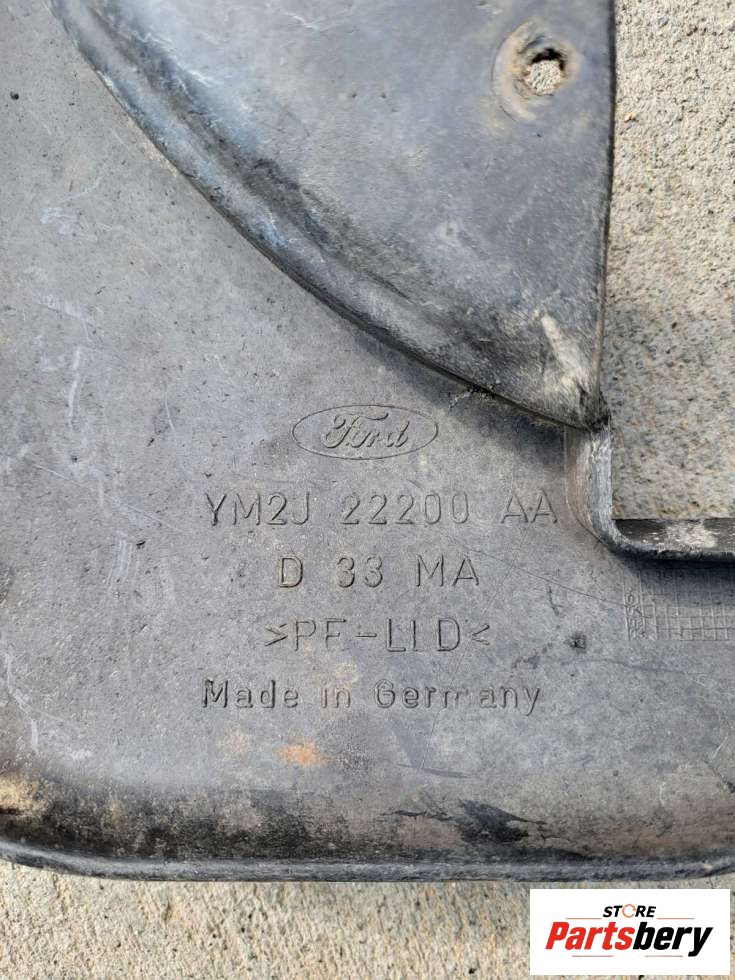 Ford
YM2J 22200 AA
D 33 MA
>PE-LLD<
Made in Germany
STORE
Partsbery